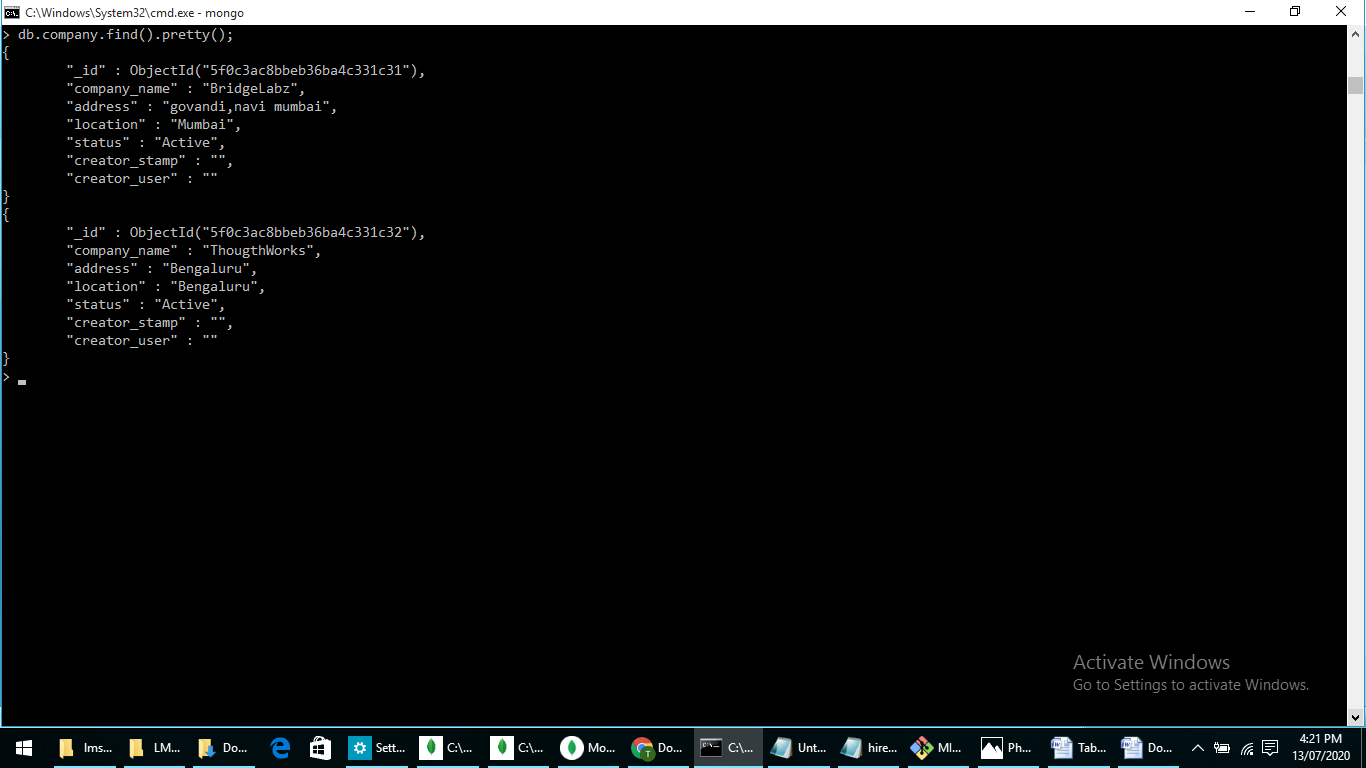 C:\Windows\System32\cmd.exe - mongo
> db.company.find().pretty();
{
"_id" : ObjectId("5f0c3ac8bbeb36ba4c331c31"),
"company_name" : "BridgeLabz",
"address" : "govandi,navi mumbai",
"location" : "Mumbai",
"status" : "Active",
"creator_stamp" : "",
"creator_user" : ""
}
{
"_id" : ObjectId("5f0c3ac8bbeb36ba4c331c32"),
"company_name" : "ThougthWorks",
"address" : "Bengaluru",
"location" : "Bengaluru",
"status" : "Active",
"creator_stamp" : "",
"creator_user" : ""
}
>
Activate Windows
Go to Settings to activate Windows.
Ims... LM... Do... Sett... C:\... C:\... Mo... Do... C:\... Unt... hire... MI... Ph... Tab... Do...
4:21 PM
13/07/2020